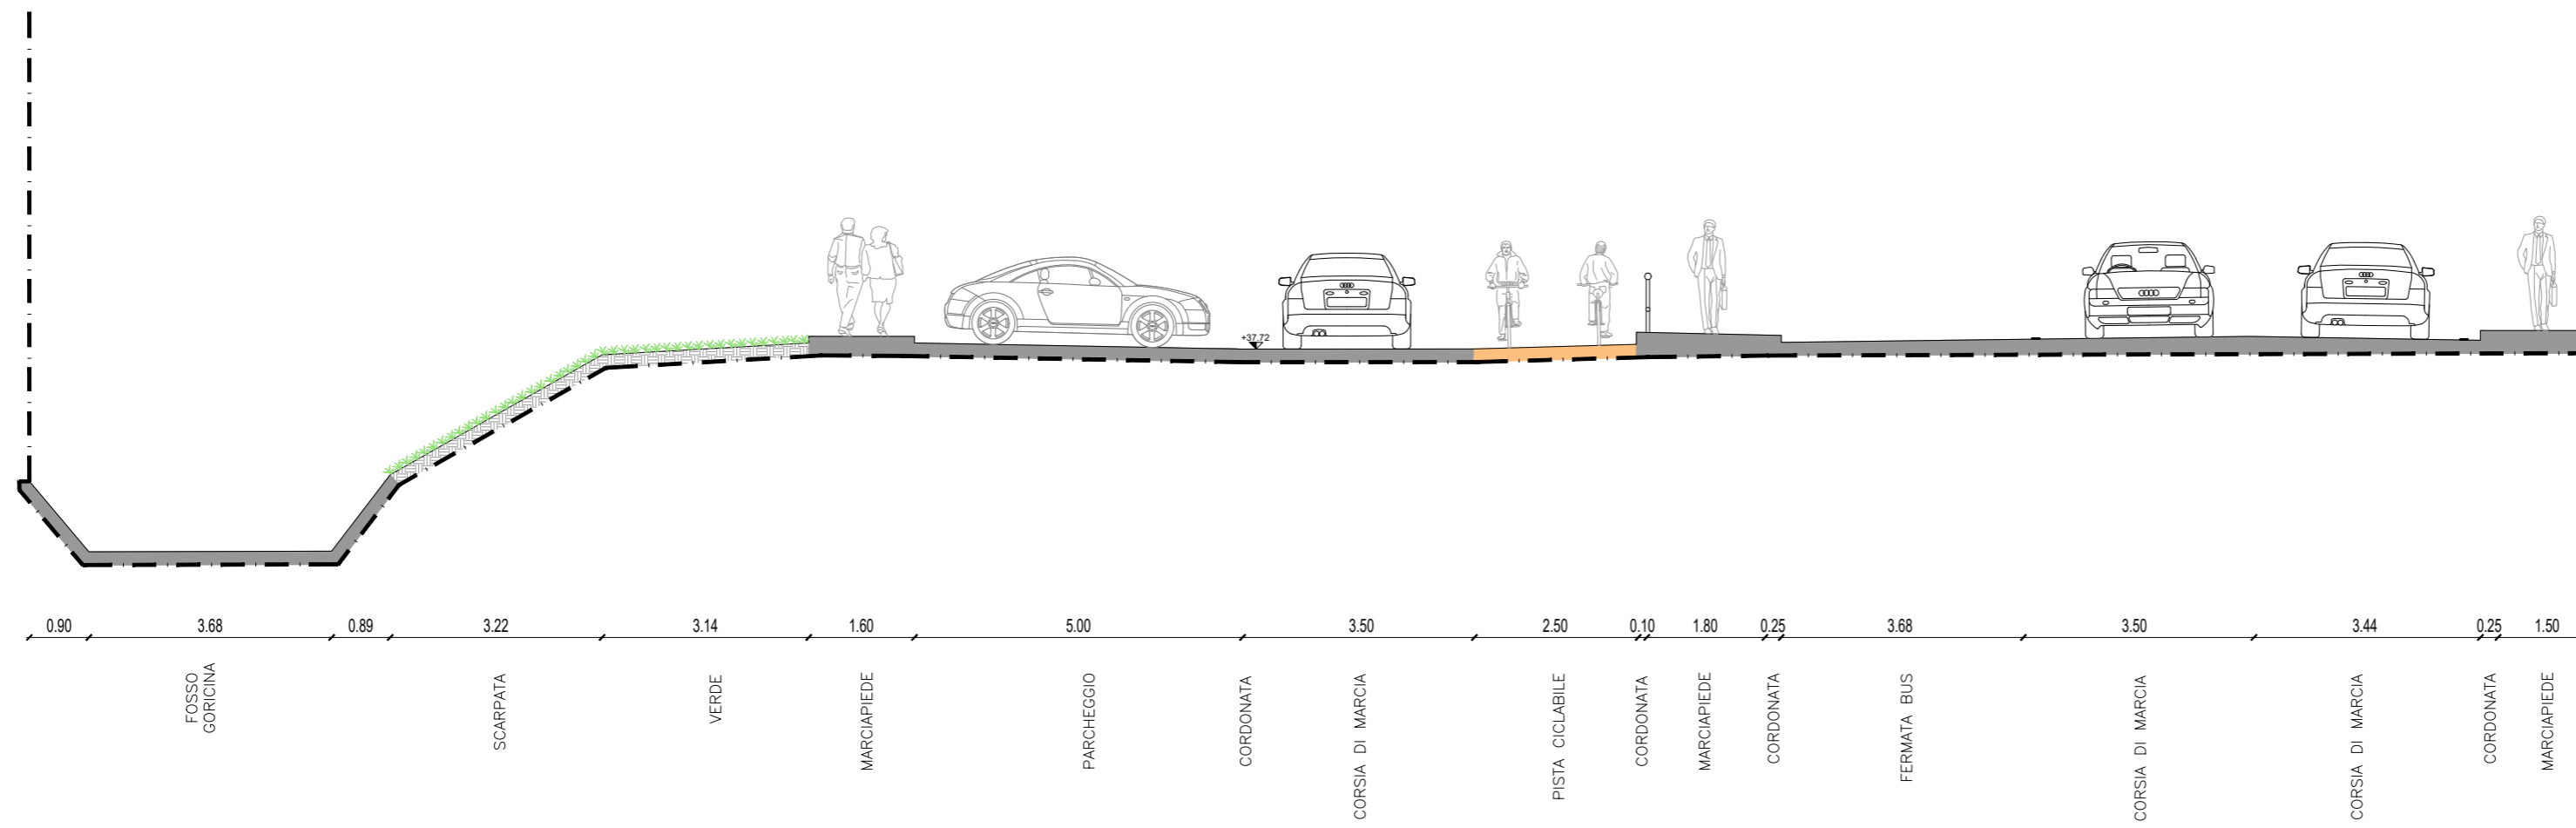 +37.72
0.90
3.68
0.89
3.22
3.14
1.60
5.00
3.50
2.50
0.10
1.80
0.25
3.68
3.50
3.44
0.25
1.50
FOSSO
GORICINA
SCARPATA
VERDE
MARCIAPIEDE
PARCHEGGIO
CORDONATA
CORSIA DI MARCIA
PISTA CICLABILE
CORDONATA
MARCIAPIEDE
CORDONATA
FERMATA BUS
CORSIA DI MARCIA
CORSIA DI MARCIA
CORDONATA
MARCIAPIEDE